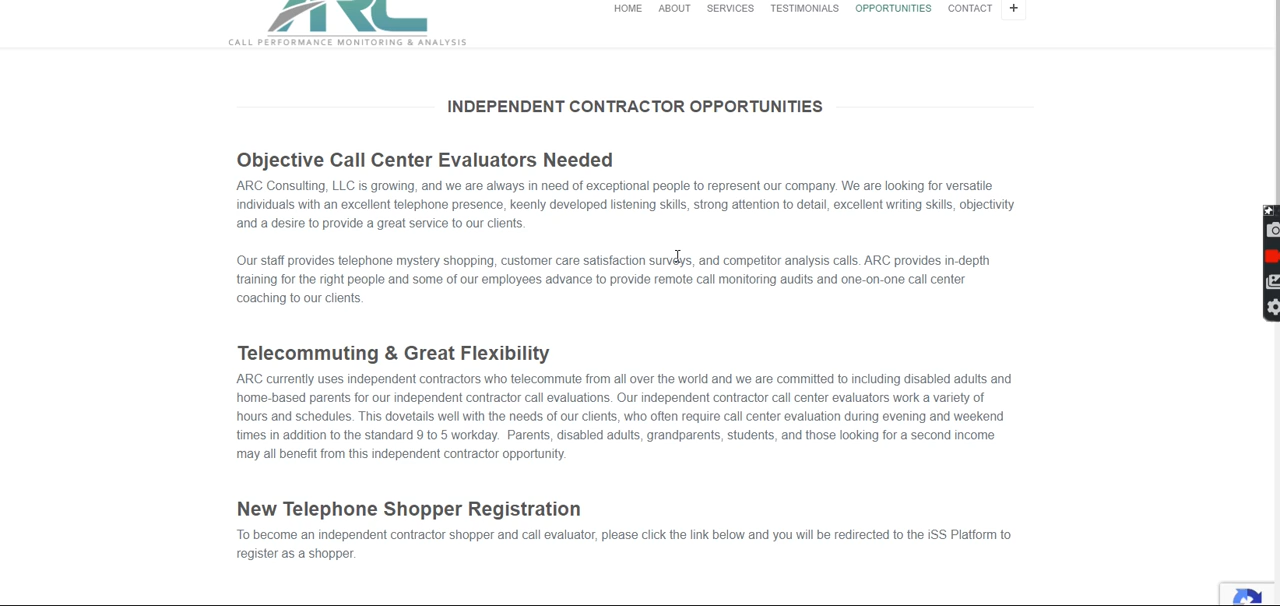 ARC
HOME ABOUT SERVICES TESTIMONIALS OPPORTUNITIES CONTACT +
CALL PERFORMANCE MONITORING & ANALYSIS
INDEPENDENT CONTRACTOR OPPORTUNITIES
Objective Call Center Evaluators Needed
ARC Consulting, LLC is growing, and we are always in need of exceptional people to represent our company. We are looking for versatile
individuals with an excellent telephone presence, keenly developed listening skills, strong attention to detail, excellent writing skills, objectivity
and a desire to provide a great service to our clients.
Our staff provides telephone mystery shopping, customer care satisfaction surveys, and competitor analysis calls. ARC provides in-depth
training for the right people and some of our employees advance to provide remote call monitoring audits and one-on-one call center
coaching to our clients.
Telecommuting & Great Flexibility
ARC currently uses independent contractors who telecommute from all over the world and we are committed to including disabled adults and
home-based parents for our independent contractor call evaluations. Our independent contractor call center evaluators work a variety of
hours and schedules. This dovetails well with the needs of our clients, who often require call center evaluation during evening and weekend
times in addition to the standard 9 to 5 workday. Parents, disabled adults, grandparents, students, and those looking for a second income
may all benefit from this independent contractor opportunity.
New Telephone Shopper Registration
To become an independent contractor shopper and call evaluator, please click the link below and you will be redirected to the iSS Platform to
register as a shopper.